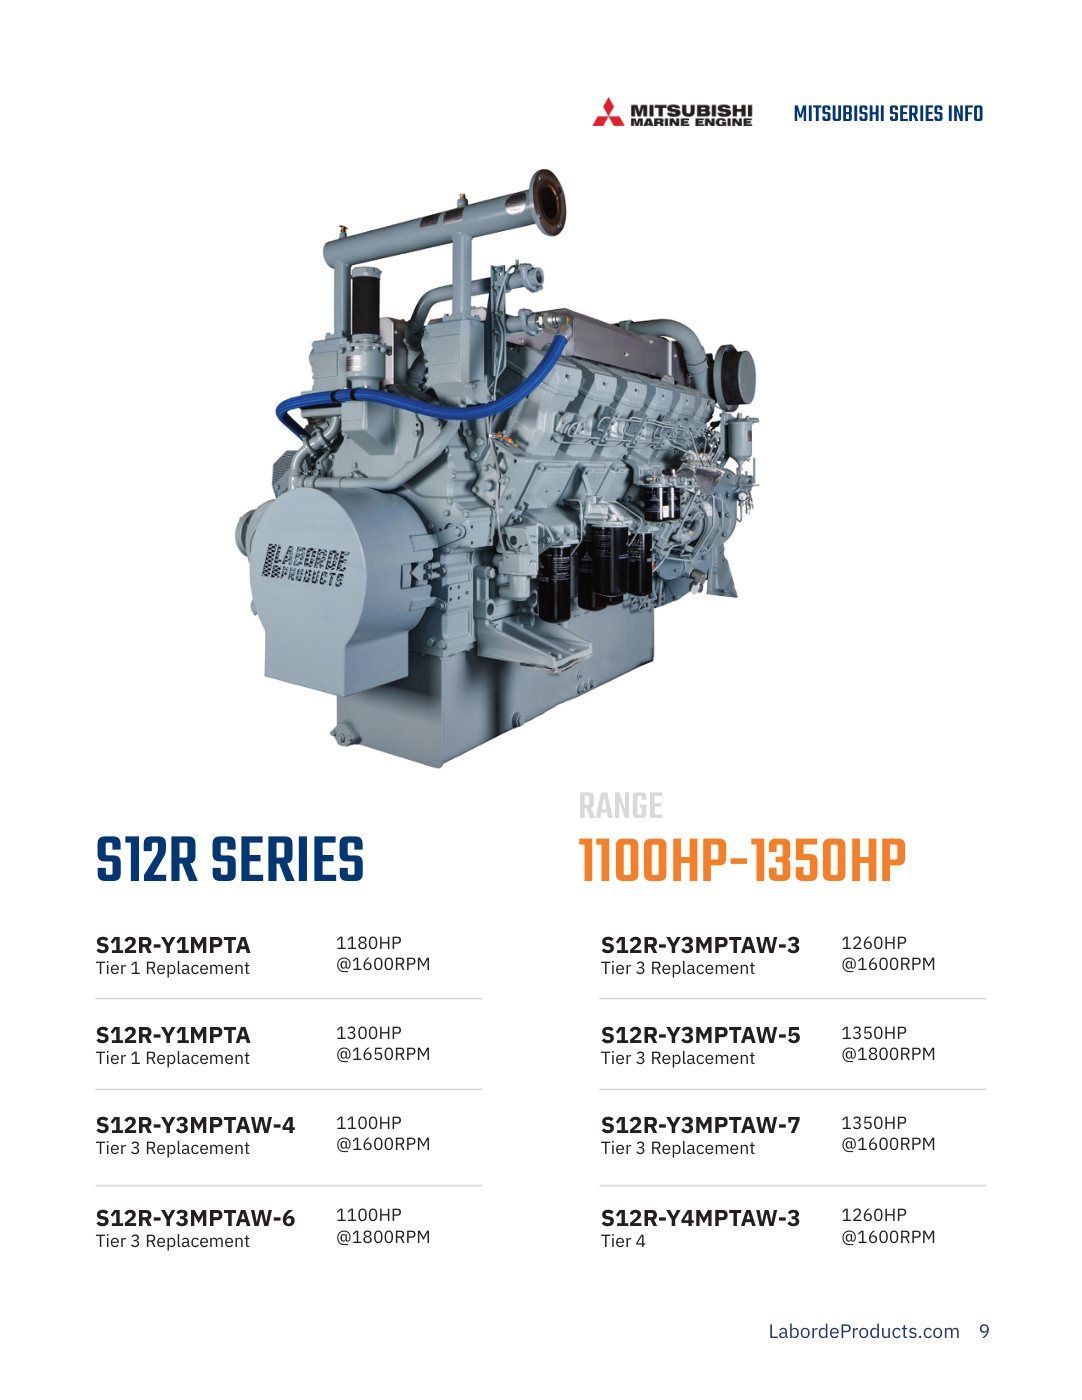 MITSUBISHI
MARINE ENGINE
MITSUBISHI SERIES INFO
LABORDE
PRODUCTS
RANGE
S12R SERIES
1100HP-1350HP
S12R-Y1MPTA
Tier 1 Replacement
1180HP
@1600RPM
S12R-Y1MPTA
Tier 1 Replacement
1300HP
@1650RPM
S12R-Y3MPTAW-4
Tier 3 Replacement
1100HP
@1600RPM
S12R-Y3MPTAW-6
Tier 3 Replacement
1100HP
@1800RPM
S12R-Y3MPTAW-3
Tier 3 Replacement
1260HP
@1600RPM
S12R-Y3MPTAW-5
Tier 3 Replacement
1350HP
@1800RPM
S12R-Y3MPTAW-7
Tier 3 Replacement
1350HP
@1600RPM
S12R-Y4MPTAW-3
Tier 4
1260HP
@1600RPM
LabordeProducts.com 9